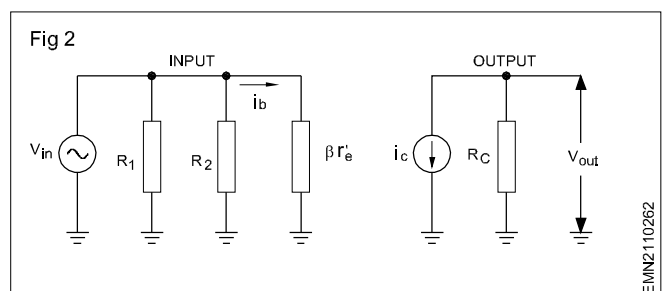 Fig 2
INPUT
OUTPUT
ib
Vin
R1
R2
βr'e
ic
RC
Vout
EMN2110262